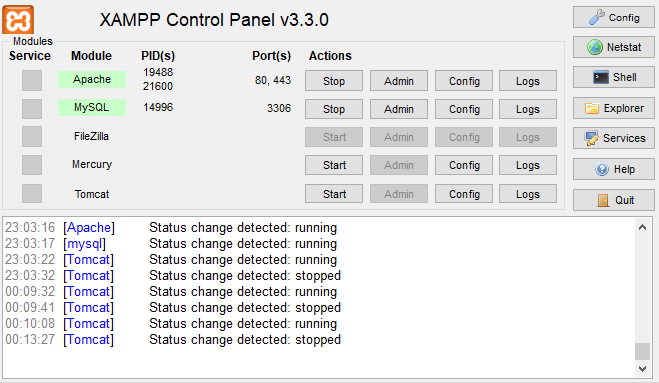 XAMPP Control Panel v3.3.0
Config
Modules
Service Module PID(s) Port(s) Actions
Netstat
Apache 19488 21600 80, 443 Stop Admin Config Logs
Shell
MySQL 14996 3306 Stop Admin Config Logs
Explorer
FileZilla Start Admin Config Logs
Services
Mercury Start Admin Config Logs
Help
Tomcat Start Admin Config Logs
Quit
23:03:16 [Apache] Status change detected: running
23:03:17 [mysql] Status change detected: running
23:03:22 [Tomcat] Status change detected: running
23:03:32 [Tomcat] Status change detected: stopped
00:09:32 [Tomcat] Status change detected: running
00:09:41 [Tomcat] Status change detected: stopped
00:10:08 [Tomcat] Status change detected: running
00:13:27 [Tomcat] Status change detected: stopped